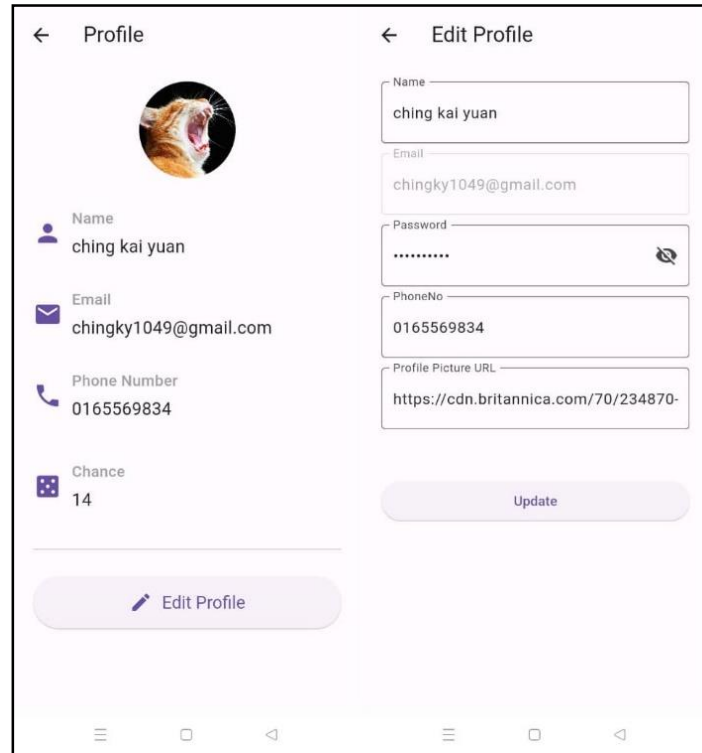 Profile
Name
ching kai yuan
Email
chingky1049@gmail.com
Phone Number
0165569834
Chance
14
Edit Profile
Edit Profile
Name
ching kai yuan
Email
chingky1049@gmail.com
Password
••••••••••
PhoneNo
0165569834
Profile Picture URL
https://cdn.britannica.com/70/234870-
Update